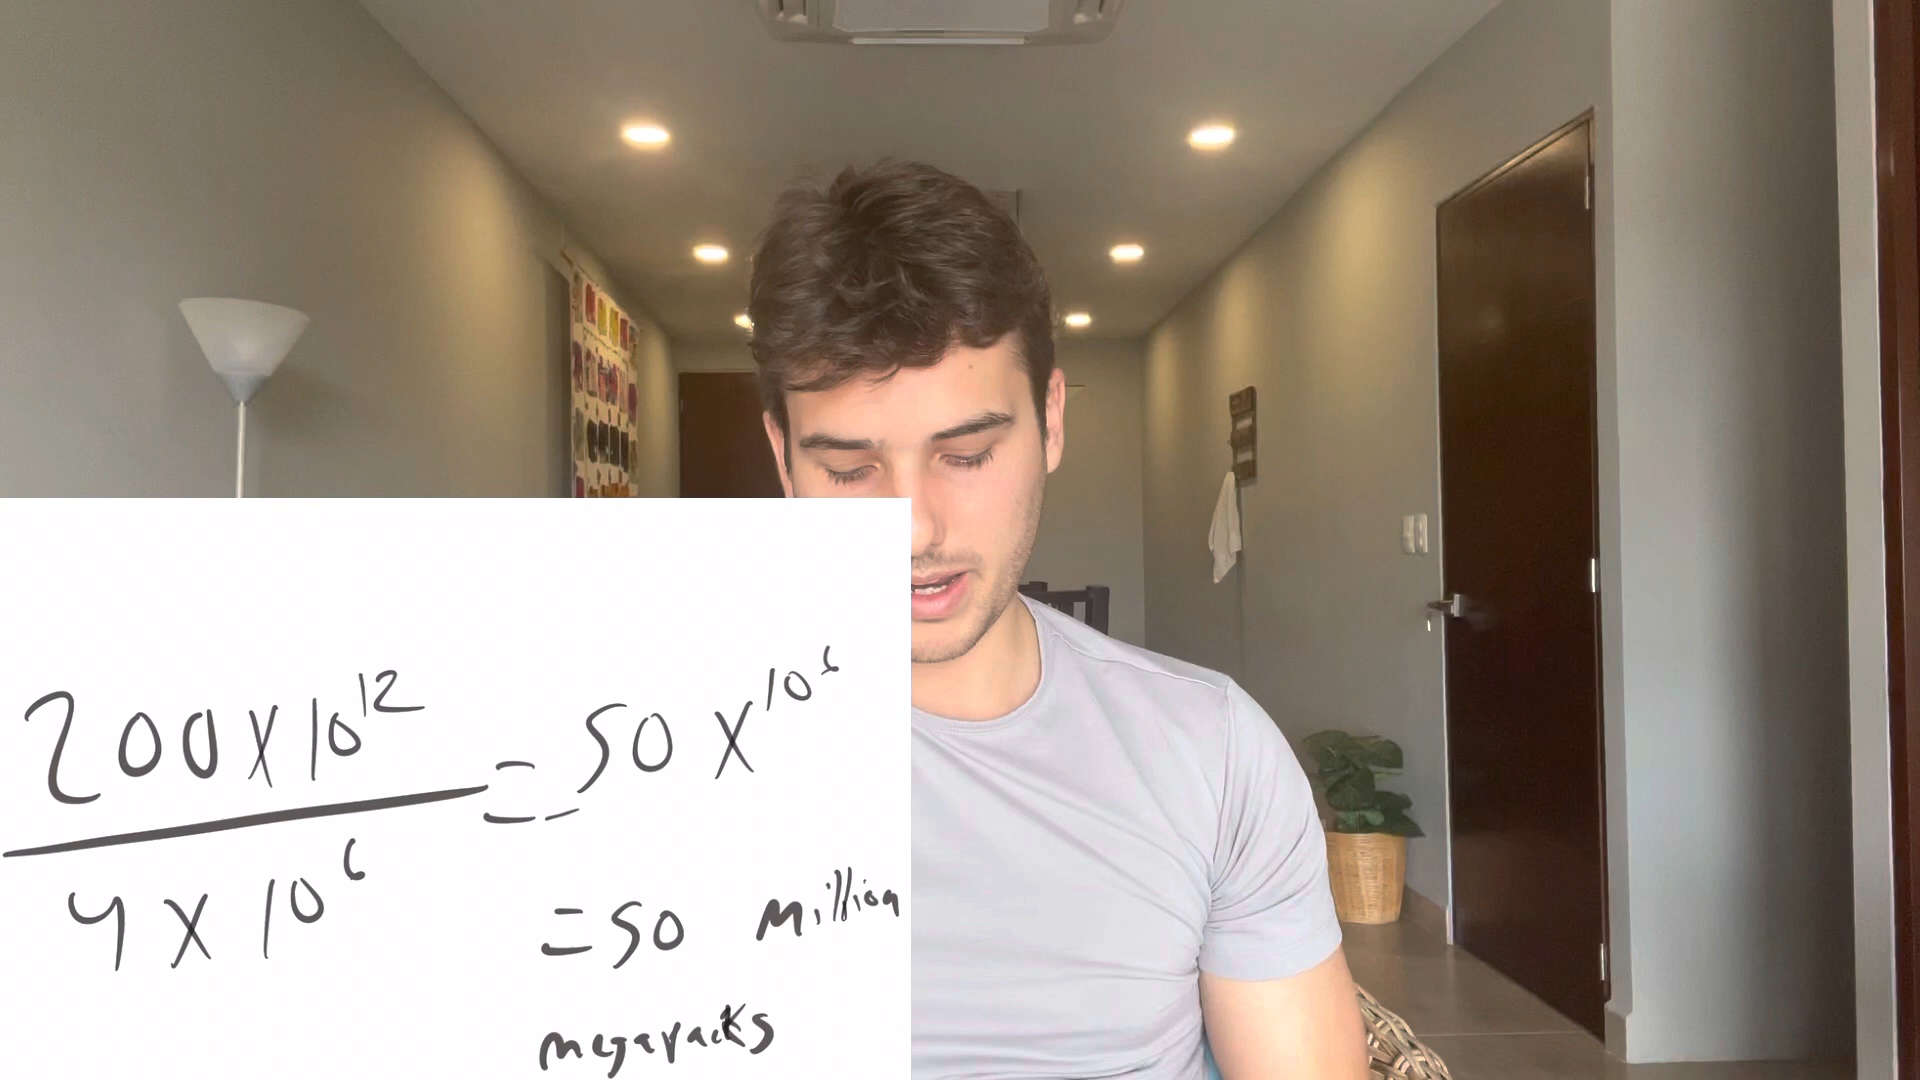 200 X 10^12 = 50 X 10^6
4 X 10^6
= 50 Million
megapacks